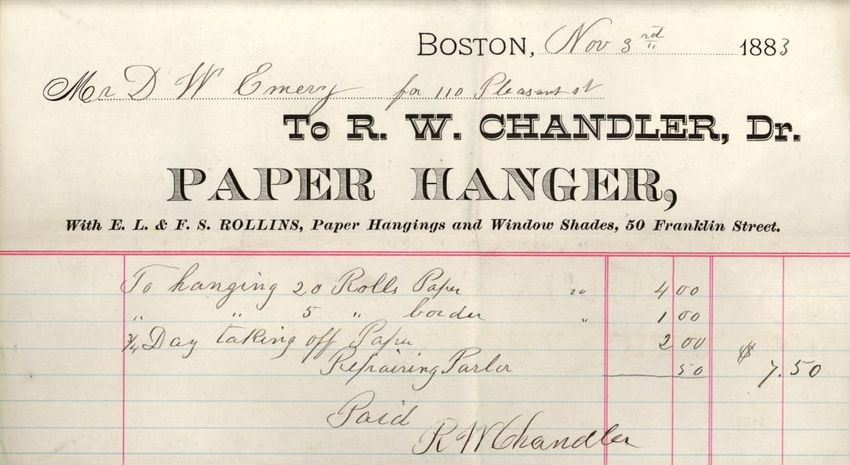 BOSTON, Nov 3rd 1883
Mr D W Emery for 110 Pleasant st
To R. W. CHANDLER, Dr.
PAPER HANGER,
With E. L. & F. S. ROLLINS, Paper Hangings and Window Shades, 50 Franklin Street.
To hanging 20 Rolls Paper 20 4 00
" " 5 " border " 1 00
3/4 Day taking off Paper 2 00
Repairing Parlor 50 $ 7.50
Paid
R W Chandler